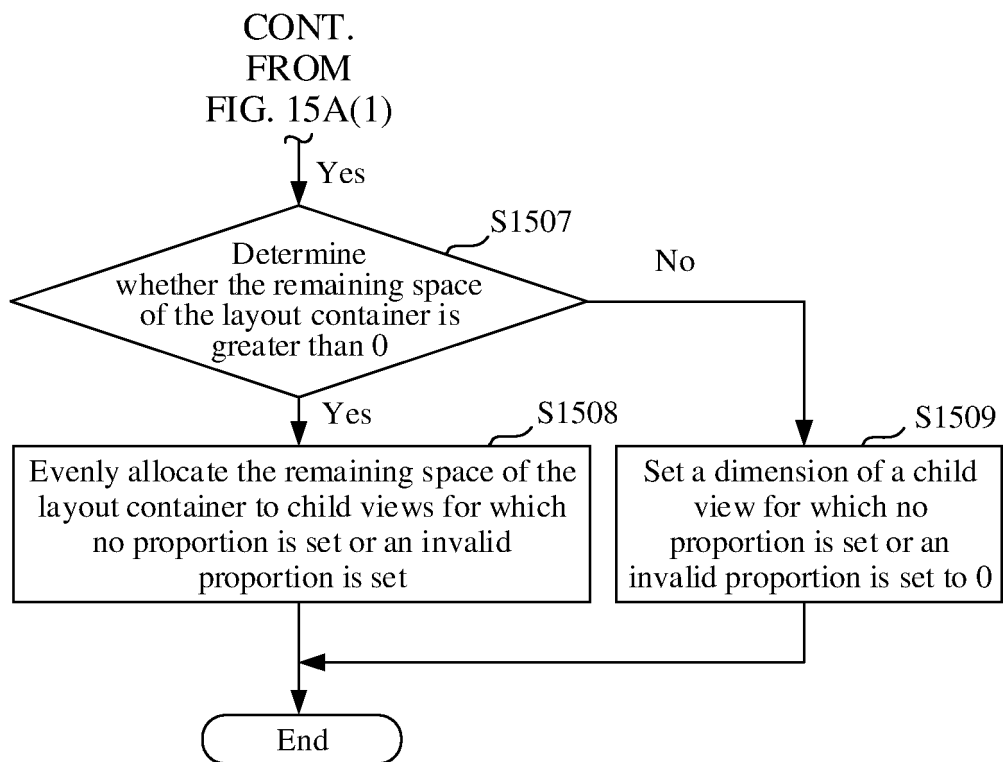 CONT.
FROM
FIG. 15A(1)
Yes
S1507
Determine
whether the remaining space
of the layout container is
greater than 0
No
Yes
S1508
Evenly allocate the remaining space of the
layout container to child views for which
no proportion is set or an invalid
proportion is set
S1509
Set a dimension of a child
view for which no
proportion is set or an
invalid proportion is set to 0
End